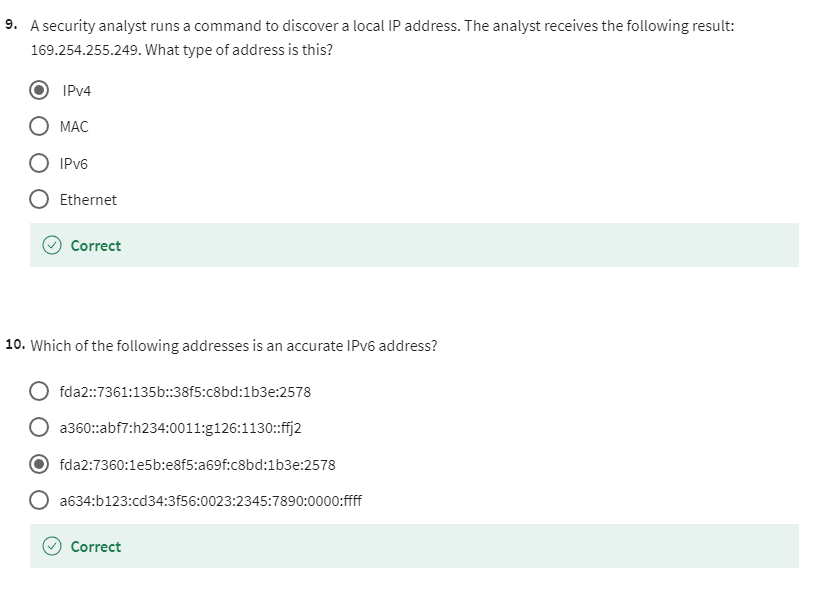 9. A security analyst runs a command to discover a local IP address. The analyst receives the following result:
169.254.255.249. What type of address is this?
IPv4
MAC
IPv6
Ethernet
Correct
10. Which of the following addresses is an accurate IPv6 address?
fda2::7361:135b::38f5:c8bd:1b3e:2578
a360::abf7:h234:0011:g126:1130::ffj2
fda2:7360:1e5b:e8f5:a69f:c8bd:1b3e:2578
a634:b123:cd34:3f56:0023:2345:7890:0000:ffff
Correct